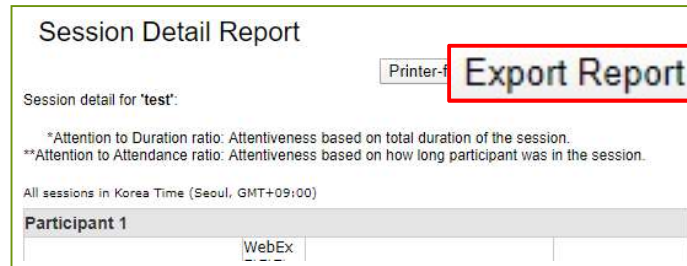 Session Detail Report
Printer-f
Export Report
Session detail for 'test':
*Attention to Duration ratio: Attentiveness based on total duration of the session.
**Attention to Attendance ratio: Attentiveness based on how long participant was in the session.
All sessions in Korea Time (Seoul, GMT+09:00)
Participant 1
WebEx